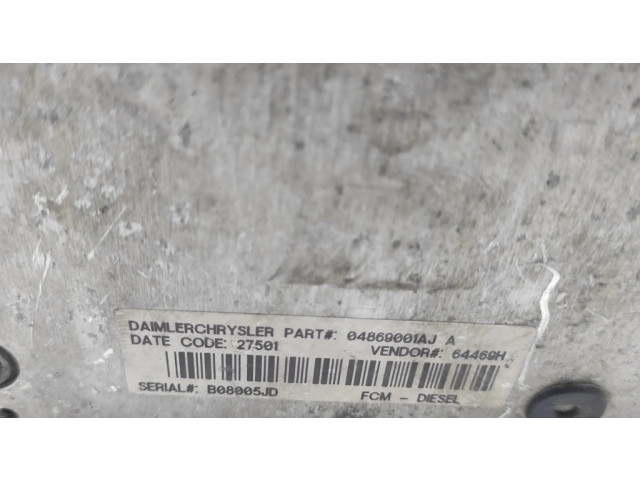 DAIMLERCHRYSLER PART#: 04869001AJ A
DATE CODE: 27501 VENDOR#: 64469H
SERIAL#: B08005JD FCM - DIESEL